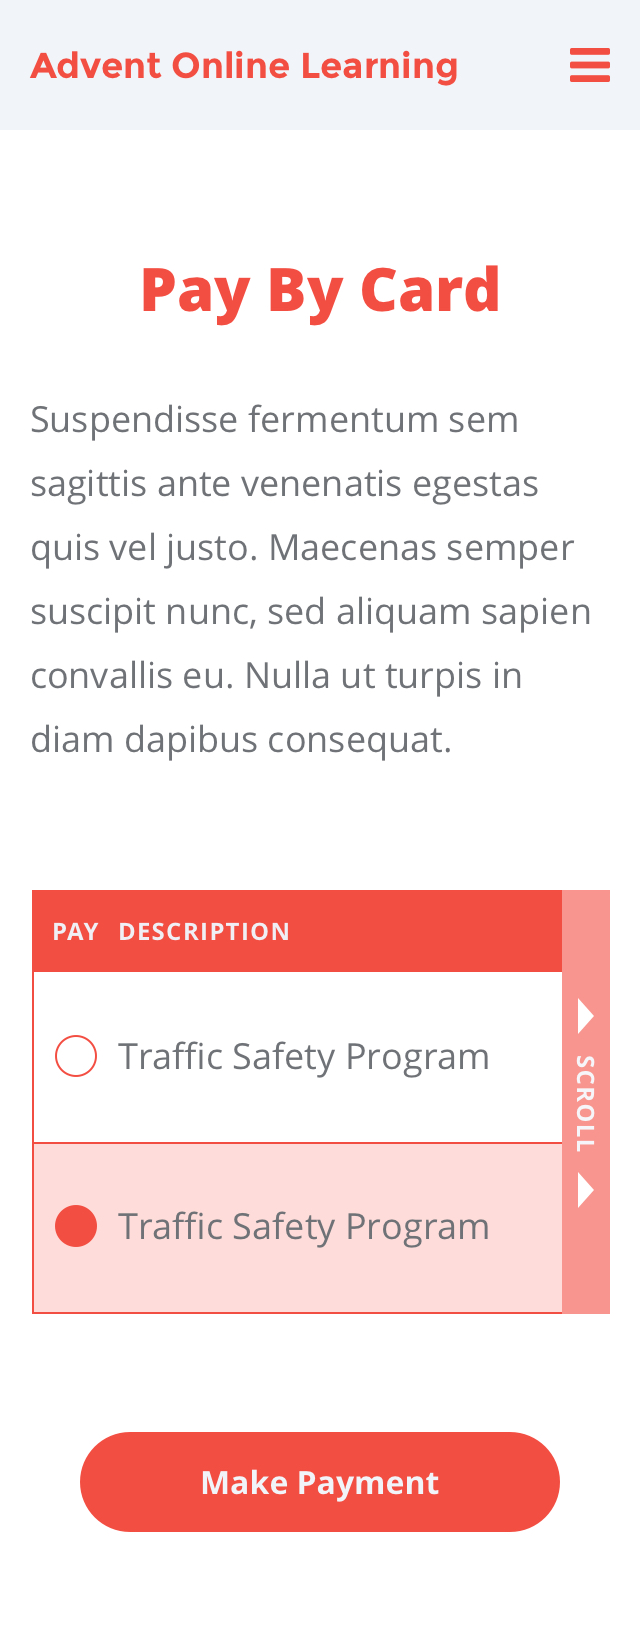 Advent Online Learning
Pay By Card
Suspendisse fermentum sem
sagittis ante venenatis egestas
quis vel justo. Maecenas semper
suscipit nunc, sed aliquam sapien
convallis eu. Nulla ut turpis in
diam dapibus consequat.
PAY DESCRIPTION
Traffic Safety Program
Traffic Safety Program
SCROLL
Make Payment